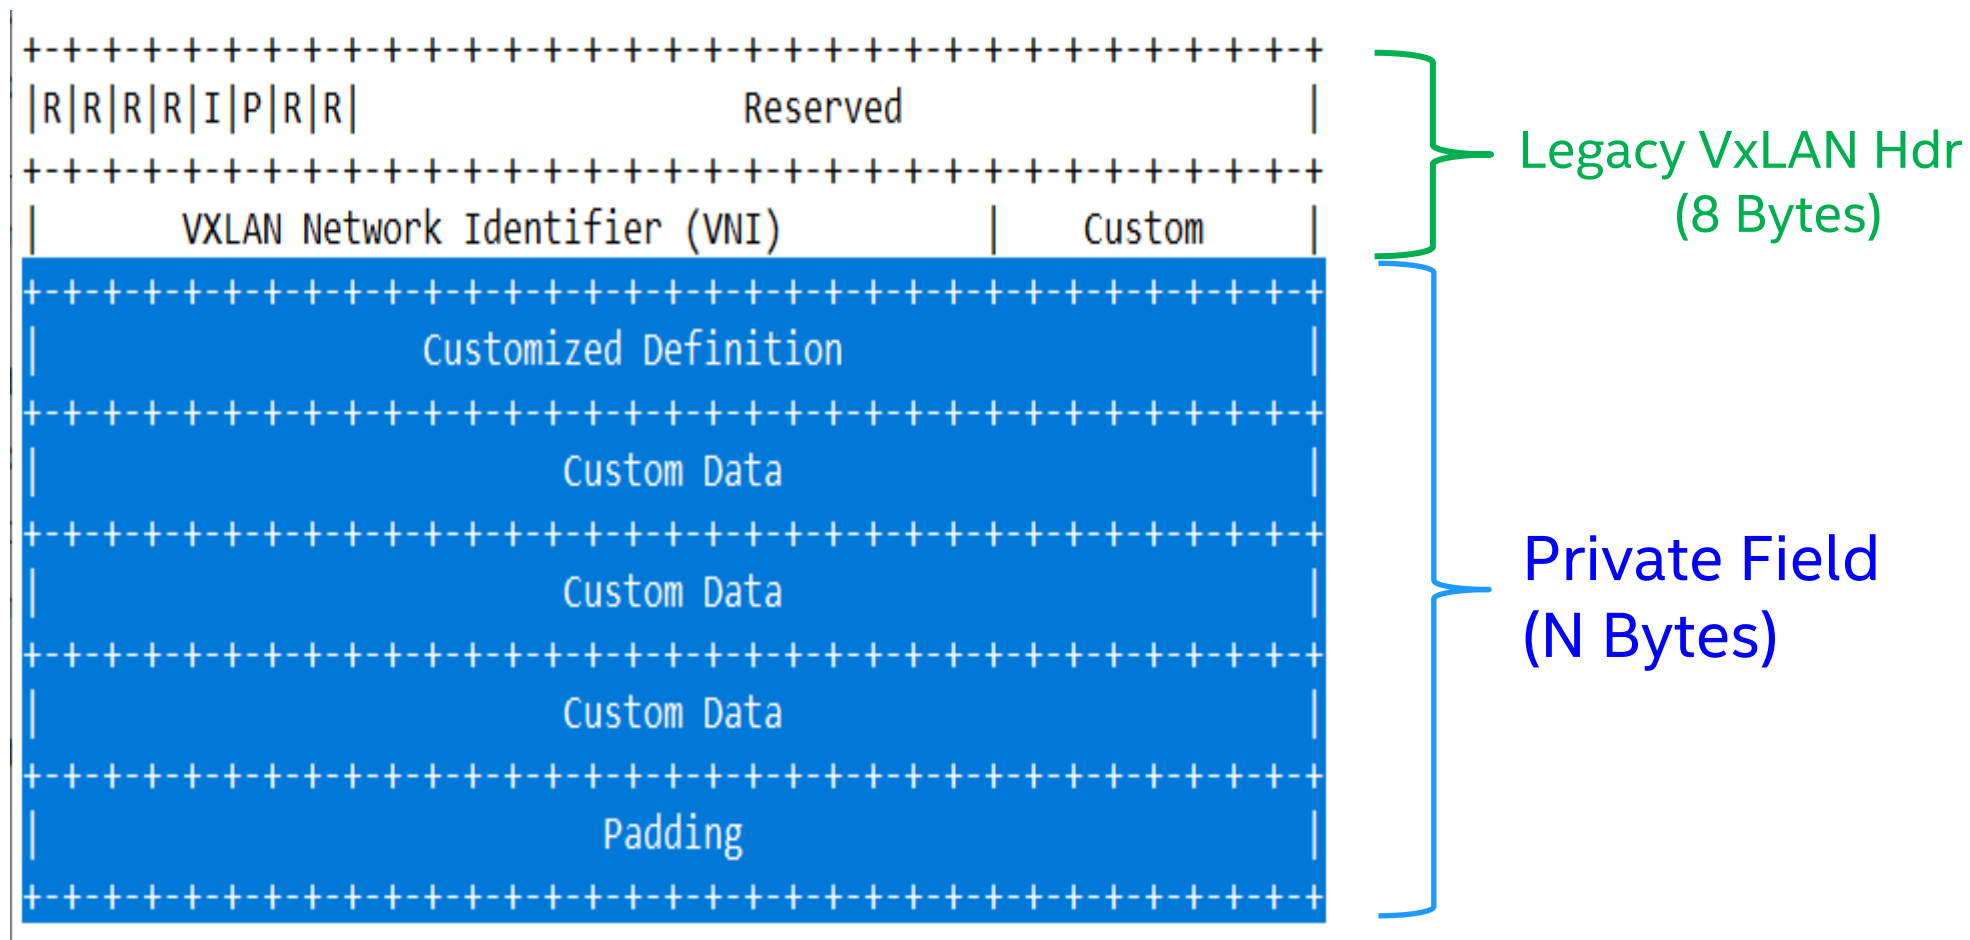 +-+-+-+-+-+-+-+-+-+-+-+-+-+-+-+-+-+-+-+-+-+-+-+-+-+-+-+-+-+-+-+-+
|R|R|R|R|I|P|R|R| Reserved |
+-+-+-+-+-+-+-+-+-+-+-+-+-+-+-+-+-+-+-+-+-+-+-+-+-+-+-+-+-+-+-+-+
| VXLAN Network Identifier (VNI) | Custom |
+-+-+-+-+-+-+-+-+-+-+-+-+-+-+-+-+-+-+-+-+-+-+-+-+-+-+-+-+-+-+-+-+
| Customized Definition |
+-+-+-+-+-+-+-+-+-+-+-+-+-+-+-+-+-+-+-+-+-+-+-+-+-+-+-+-+-+-+-+-+
| Custom Data |
+-+-+-+-+-+-+-+-+-+-+-+-+-+-+-+-+-+-+-+-+-+-+-+-+-+-+-+-+-+-+-+-+
| Custom Data |
+-+-+-+-+-+-+-+-+-+-+-+-+-+-+-+-+-+-+-+-+-+-+-+-+-+-+-+-+-+-+-+-+
| Custom Data |
+-+-+-+-+-+-+-+-+-+-+-+-+-+-+-+-+-+-+-+-+-+-+-+-+-+-+-+-+-+-+-+-+
| Padding |
+-+-+-+-+-+-+-+-+-+-+-+-+-+-+-+-+-+-+-+-+-+-+-+-+-+-+-+-+-+-+-+-+
Legacy VxLAN Hdr
(8 Bytes)
Private Field
(N Bytes)